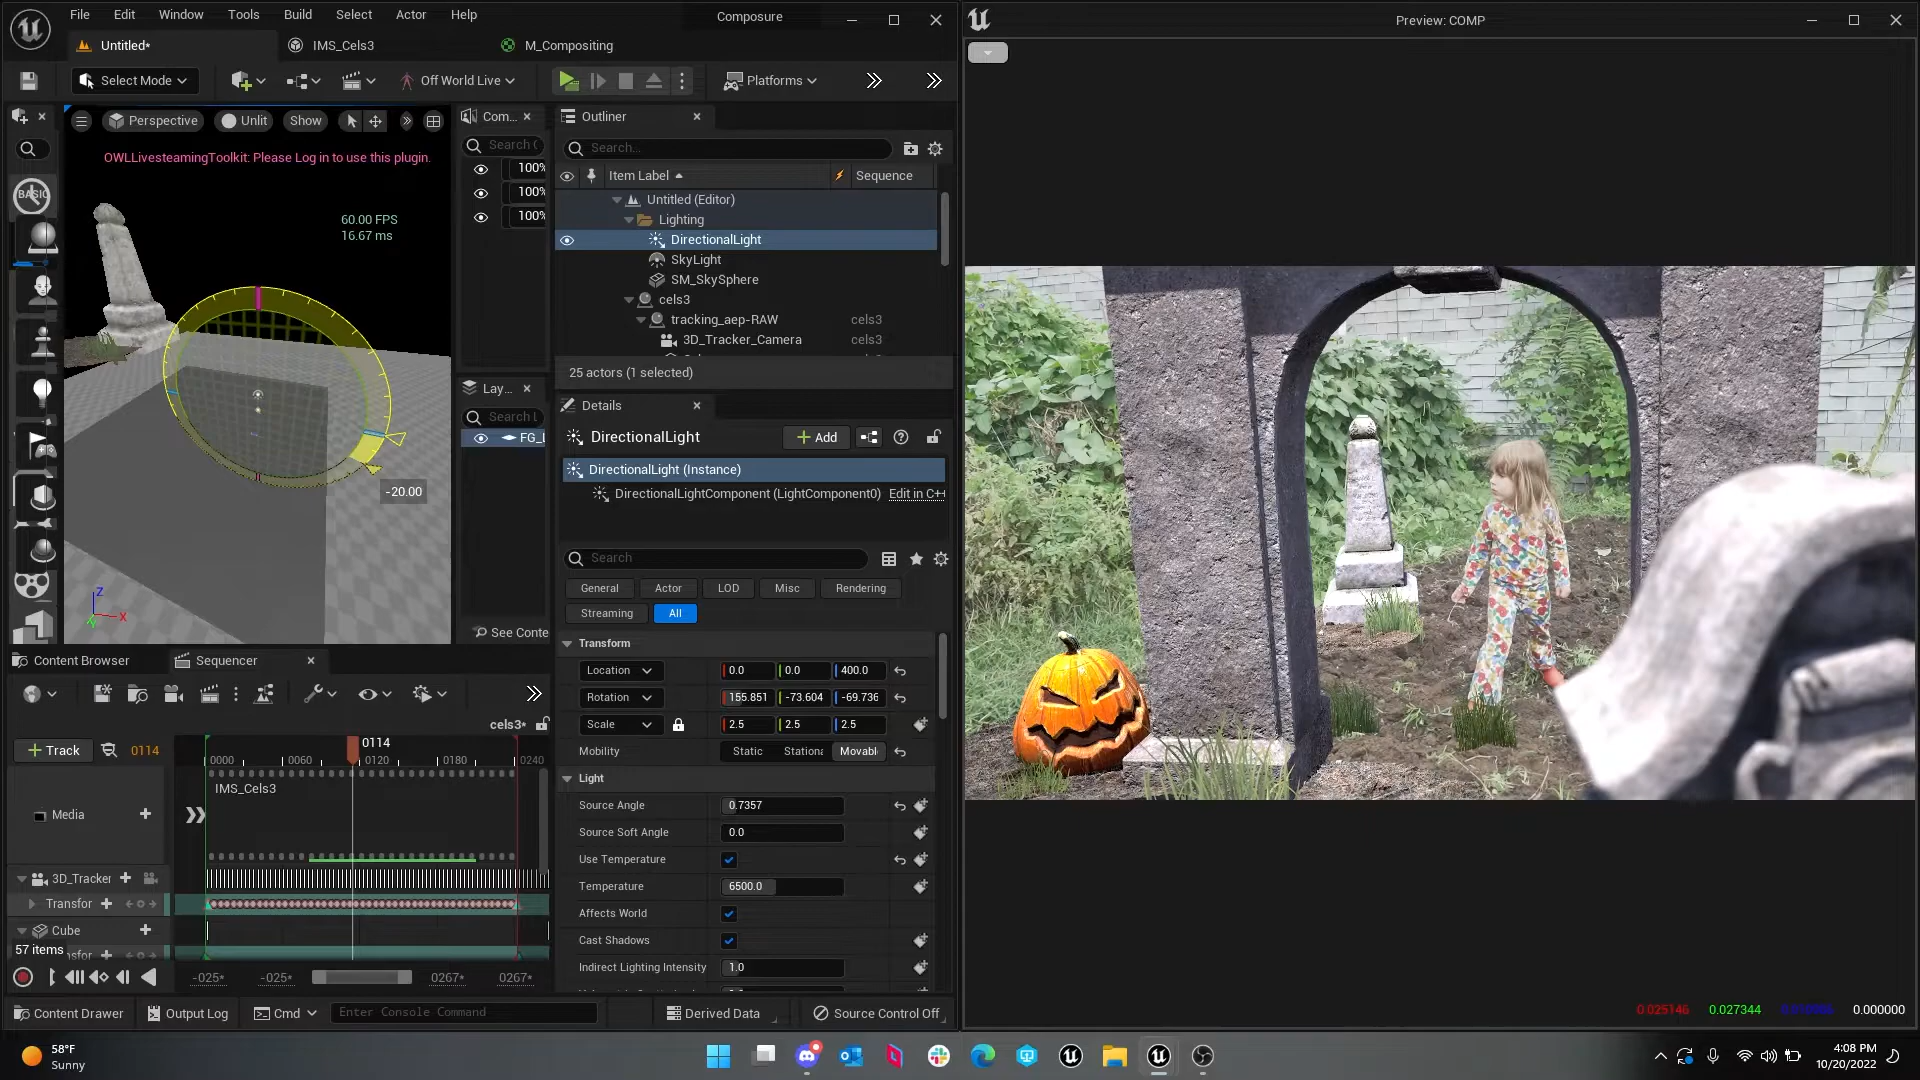 File Edit Window Tools Build Select Actor Help
Composure
Preview: COMP
Untitled*
IMS_Cels3
M_Compositing
Select Mode
Off World Live
Platforms
Perspective
Unlit
Show
Com...
Outliner
OWLLivesteamingToolkit: Please Log in to use this plugin.
Search...
Item Label
Sequence
BASIC
100%
100%
100%
60.00 FPS
16.67 ms
Untitled (Editor)
Lighting
DirectionalLight
SkyLight
SM_SkySphere
cels3
tracking_aep-RAW cels3
3D_Tracker_Camera cels3
25 actors (1 selected)
Lay...
Details
-20.00
DirectionalLight
Add
DirectionalLight (Instance)
DirectionalLightComponent (LightComponent0) Edit in C++
FG_L
Search
General Actor LOD Misc Rendering
Streaming All
See Conte
Transform
Location 0.0 0.0 400.0
Rotation 155.851 -73.604 -69.736
Scale 2.5 2.5 2.5
Mobility Static Stationa Movabl
Light
Source Angle 0.7357
Source Soft Angle 0.0
Use Temperature
Temperature 6500.0
Affects World
Cast Shadows
Indirect Lighting Intensity 1.0
Content Browser
Sequencer
cels3*
Track
0114
0114
0000 0060 0120 0180 0240
IMS_Cels3
Media
3D_Tracker
Transfor
Cube
57 items
-025* -025* 0267* 0267*
Content Drawer
Output Log
Cmd
Enter Console Command
Derived Data
Source Control Off
0.025146 0.027344 0.000000
58°F
Sunny
4:08 PM
10/20/2022